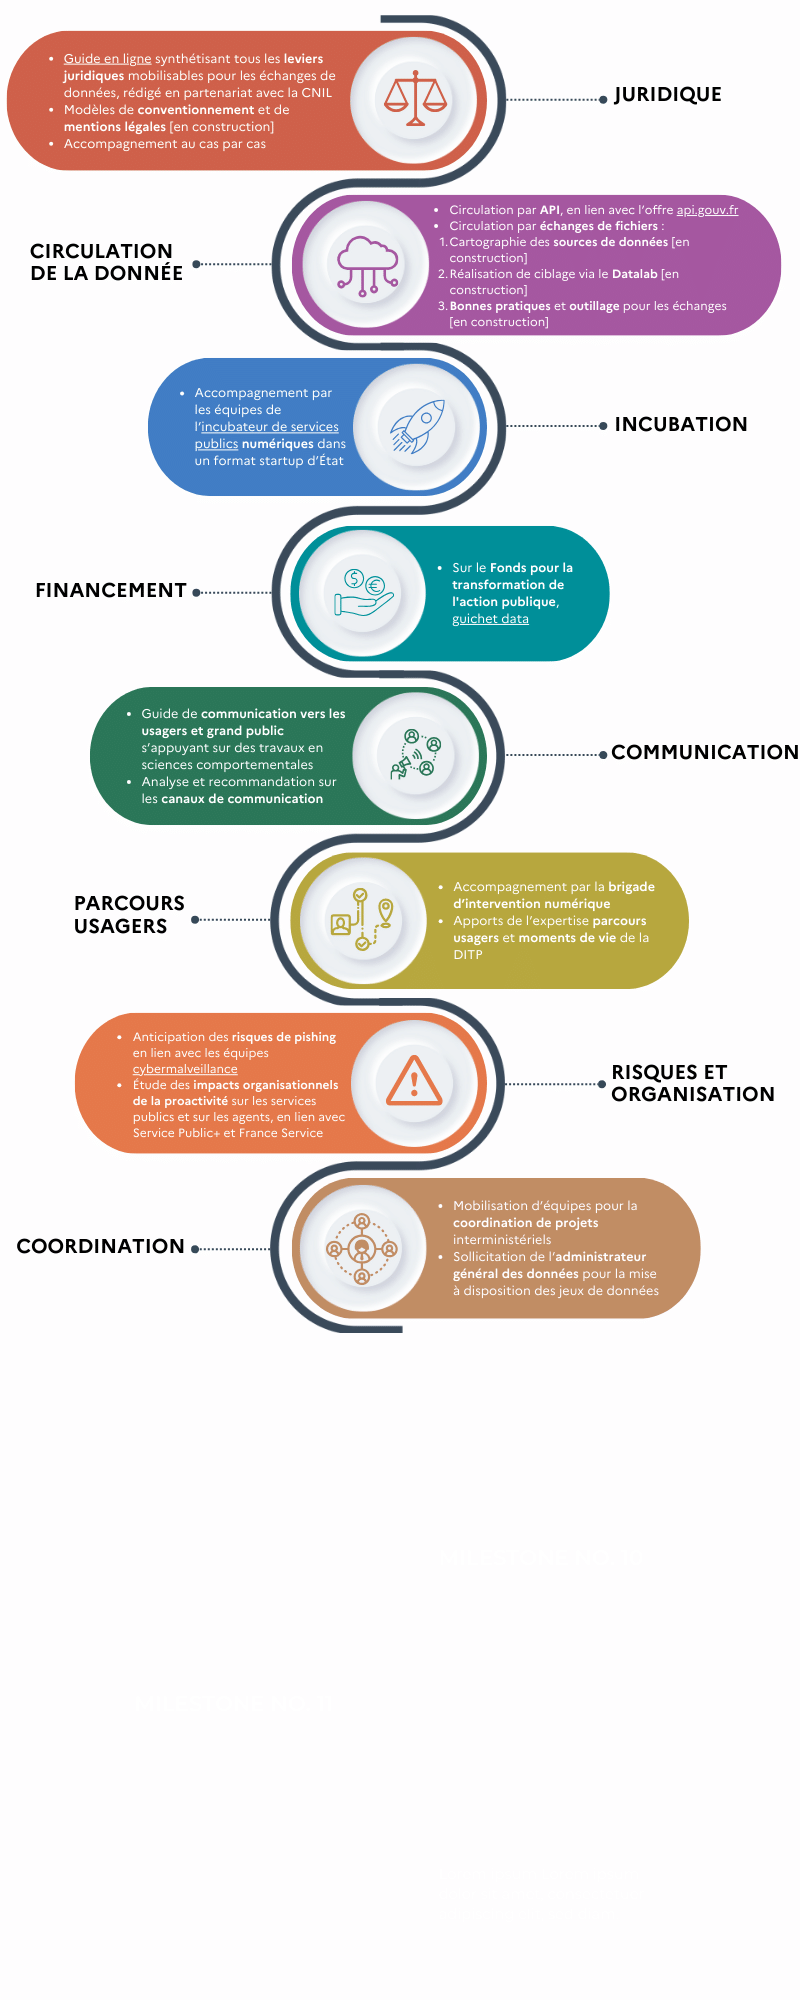 • Guide en ligne synthétisant tous les leviers
juridiques mobilisables pour les échanges de
données, rédigé en partenariat avec la CNIL
• Modèles de conventionnement et de
mentions légales [en construction]
• Accompagnement au cas par cas
JURIDIQUE
CIRCULATION
DE LA DONNÉE
• Circulation par API, en lien avec l'offre api.gouv.fr
• Circulation par échanges de fichiers :
1. Cartographie des sources de données [en
construction]
2. Réalisation de ciblage via le Datalab [en
construction]
3. Bonnes pratiques et outillage pour les échanges
[en construction]
• Accompagnement par
les équipes de
l'incubateur de services
publics numériques dans
un format startup d'État
INCUBATION
FINANCEMENT
$ €
• Sur le Fonds pour la
transformation de
l'action publique,
guichet data
• Guide de communication vers les
usagers et grand public
s'appuyant sur des travaux en
sciences comportementales
• Analyse et recommandation sur
les canaux de communication
COMMUNICATION
PARCOURS
USAGERS
• Accompagnement par la brigade
d'intervention numérique
• Apports de l'expertise parcours
usagers et moments de vie de la
DITP
• Anticipation des risques de pishing
en lien avec les équipes
cybermalveillance
• Étude des impacts organisationnels
de la proactivité sur les services
publics et sur les agents, en lien avec
Service Public+ et France Service
RISQUES ET
ORGANISATION
COORDINATION
• Mobilisation d'équipes pour la
coordination de projets
interministériels
• Sollicitation de l'administrateur
général des données pour la mise
à disposition des jeux de données